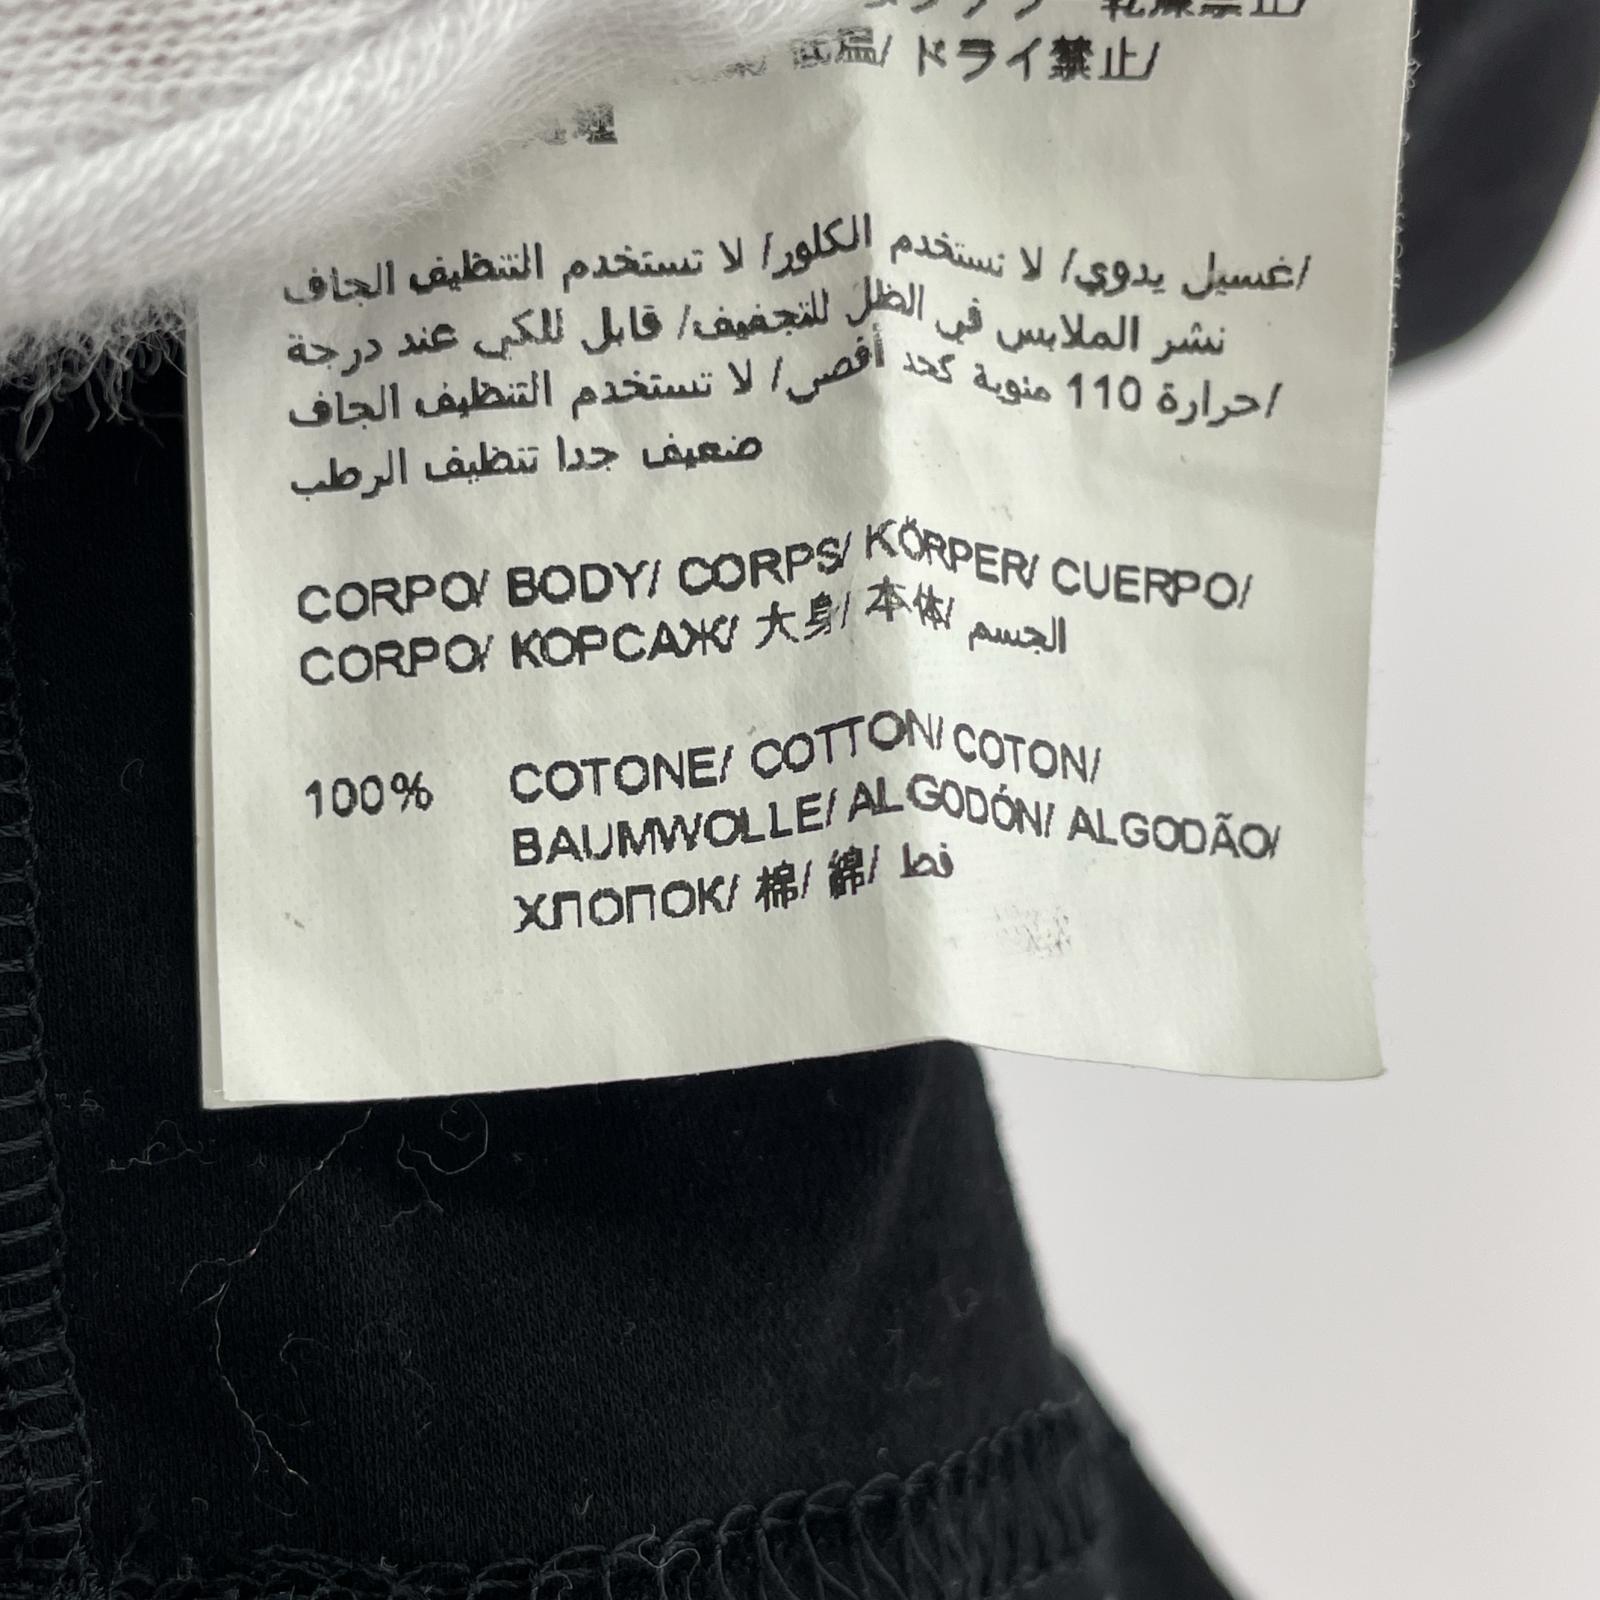 ドライ禁止/
/غسيل يدوي/ لا تستخدم الكلور/ لا تستخدم التنظيف الجاف
نشر الملابس في الظل للتجفيف/ قابل للكي عند درجة
/حرارة 110 مئوية كحد أقصى/ لا تستخدم التنظيف الجاف
ضعيف جدا تنظيف الرطب
CORPO/ BODY/ CORPS/ KÖRPER/ CUERPO/
CORPO/ КОРСАЖ/ 大身/ 本体/ الجسم
100% COTONE/ COTTON/ COTON/
BAUMWOLLE/ ALGODÓN/ ALGODÃO/
ХЛОПОК/ 棉/ 綿/ قط